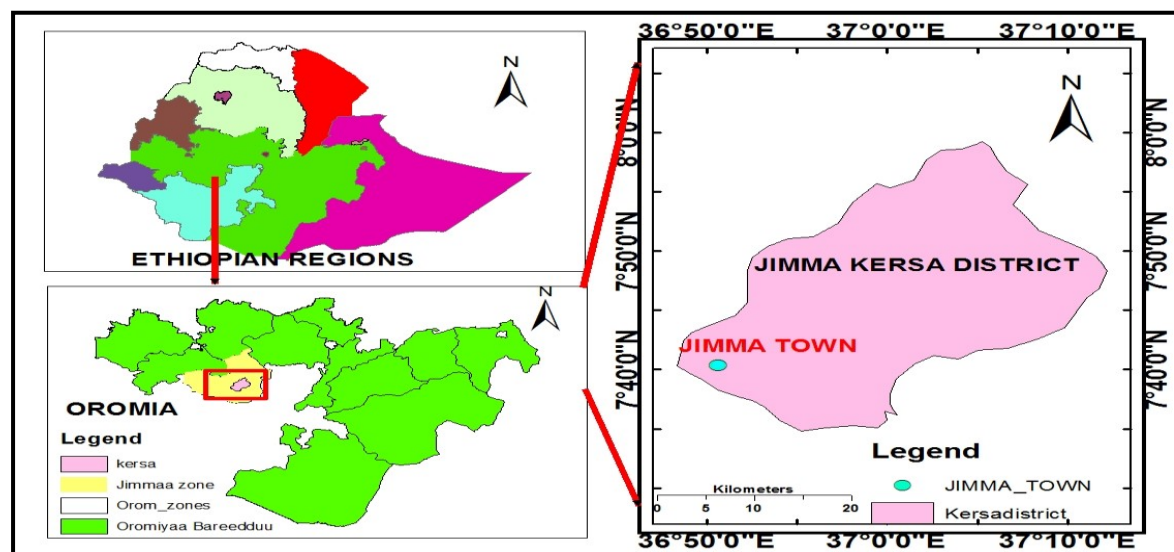 N
ETHIOPIAN REGIONS
N
OROMIA
Legend
kersa
Jimmaa zone
Orom_zones
Oromiyaa Bareedduu
36°50'0"E 37°0'0"E 37°10'0"E
N
8°0'0"N
8°0'0"N
JIMMA KERSA DISTRICT
7°50'0"N
7°50'0"N
JIMMA TOWN
7°40'0"N
7°40'0"N
Legend
JIMMA_TOWN
Kersadistrict
Kilometers
0 5 10 20
36°50'0"E 37°0'0"E 37°10'0"E